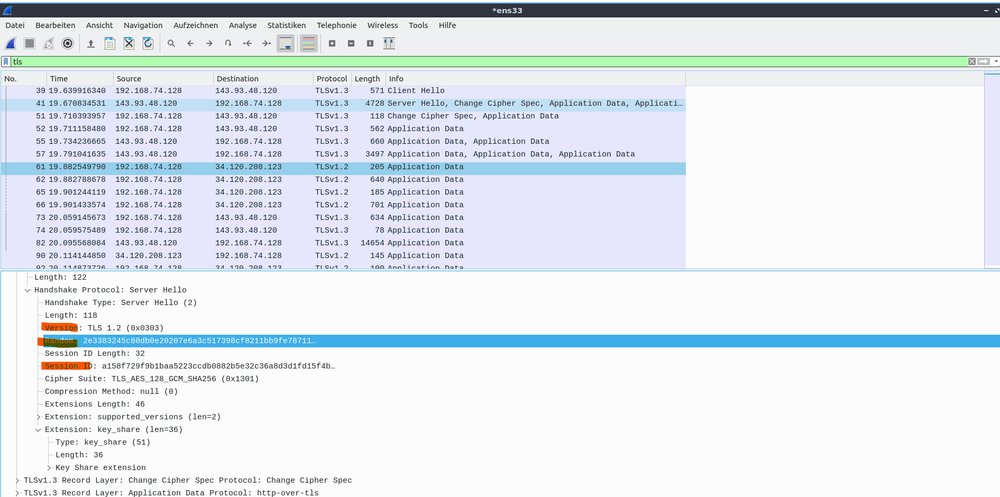 *ens33
Datei Bearbeiten Ansicht Navigation Aufzeichnen Analyse Statistiken Telephonie Wireless Tools Hilfe
tls
No. Time Source Destination Protocol Length Info
39 19.639916340 192.168.74.128 143.93.48.120 TLSv1.3 571 Client Hello
41 19.670834531 143.93.48.120 192.168.74.128 TLSv1.3 4728 Server Hello, Change Cipher Spec, Application Data, Applicati…
51 19.710393957 192.168.74.128 143.93.48.120 TLSv1.3 118 Change Cipher Spec, Application Data
52 19.711158480 192.168.74.128 143.93.48.120 TLSv1.3 562 Application Data
55 19.734236665 143.93.48.120 192.168.74.128 TLSv1.3 660 Application Data, Application Data
57 19.791041635 143.93.48.120 192.168.74.128 TLSv1.3 3497 Application Data, Application Data, Application Data
61 19.882549790 192.168.74.128 34.120.208.123 TLSv1.2 205 Application Data
62 19.882788678 192.168.74.128 34.120.208.123 TLSv1.2 640 Application Data
65 19.901244119 192.168.74.128 34.120.208.123 TLSv1.2 185 Application Data
66 19.901433574 192.168.74.128 34.120.208.123 TLSv1.2 701 Application Data
73 20.059145673 192.168.74.128 143.93.48.120 TLSv1.3 634 Application Data
74 20.059575489 192.168.74.128 143.93.48.120 TLSv1.3 78 Application Data
82 20.095568084 143.93.48.120 192.168.74.128 TLSv1.3 14654 Application Data
90 20.114144850 34.120.208.123 192.168.74.128 TLSv1.2 145 Application Data
92 20.114873726 192.168.74.128 34.120.208.123 TLSv1.2 100 Application Data
Length: 122
Handshake Protocol: Server Hello
Handshake Type: Server Hello (2)
Length: 118
Version: TLS 1.2 (0x0303)
Random: 2e3383245c80db0e20207e6a3c517398cf8211bb9fe78711…
Session ID Length: 32
Session ID: a158f729f9b1baa5223ccdb0882b5e32c36a8d3d1fd15f4b…
Cipher Suite: TLS_AES_128_GCM_SHA256 (0x1301)
Compression Method: null (0)
Extensions Length: 46
Extension: supported_versions (len=2)
Extension: key_share (len=36)
Type: key_share (51)
Length: 36
Key Share extension
TLSv1.3 Record Layer: Change Cipher Spec Protocol: Change Cipher Spec
TLSv1.3 Record Layer: Application Data Protocol: http-over-tls